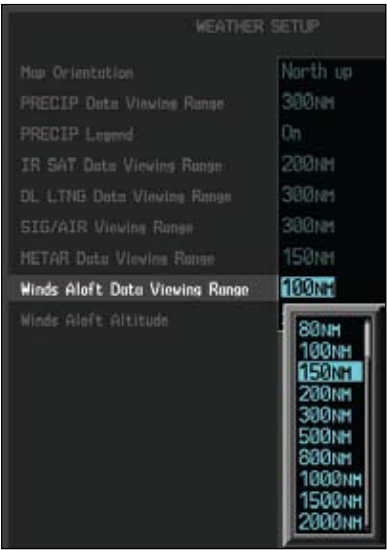 WEATHER SETUP
Map Orientation North up
PRECIP Data Viewing Range 300NM
PRECIP Legend On
IR SAT Data Viewing Range 200NM
DL LTNG Data Viewing Range 300NM
SIG/AIR Viewing Range 300NM
METAR Data Viewing Range 150NM
Winds Aloft Data Viewing Range 100NM
Winds Aloft Altitude
80NM
100NM
150NM
200NM
300NM
500NM
800NM
1000NM
1500NM
2000NM